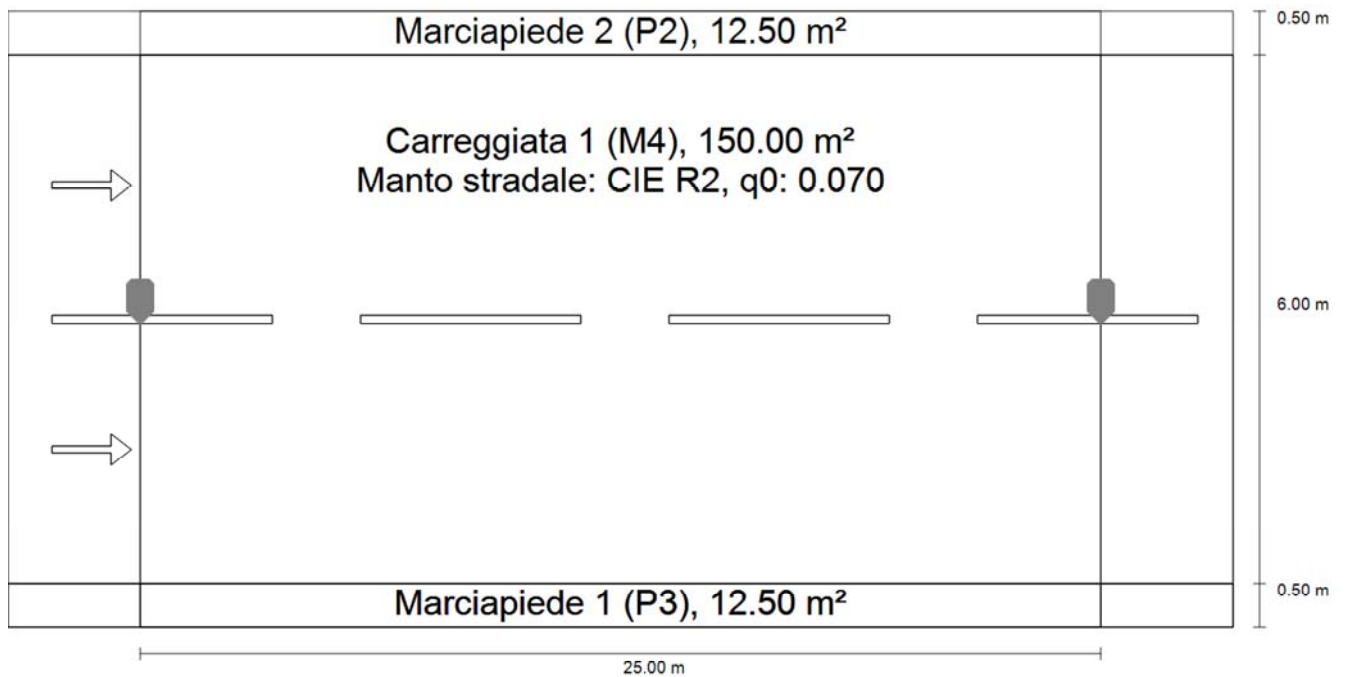 Marciapiede 2 (P2), 12.50 m²
0.50 m
Carreggiata 1 (M4), 150.00 m²
Manto stradale: CIE R2, q0: 0.070
6.00 m
Marciapiede 1 (P3), 12.50 m²
0.50 m
25.00 m